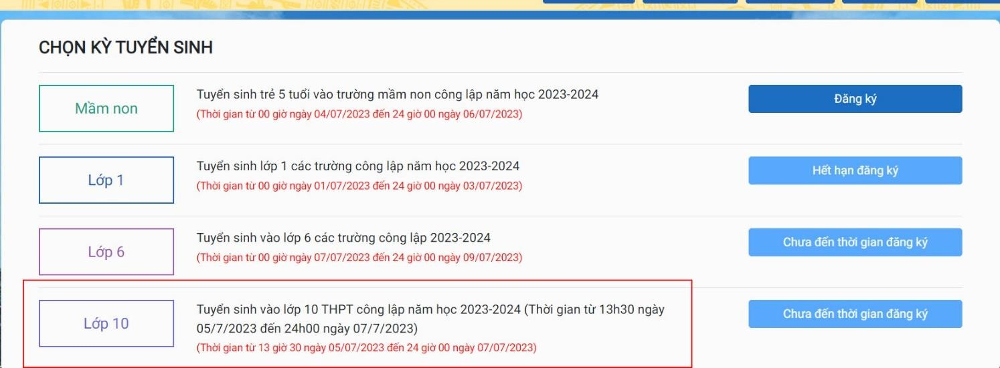 CHỌN KỲ TUYỂN SINH
Mầm non
Tuyển sinh trẻ 5 tuổi vào trường mầm non công lập năm học 2023-2024
(Thời gian từ 00 giờ ngày 04/07/2023 đến 24 giờ 00 ngày 06/07/2023)
Đăng ký
Lớp 1
Tuyển sinh lớp 1 các trường công lập năm học 2023-2024
(Thời gian từ 00 giờ ngày 01/07/2023 đến 24 giờ 00 ngày 03/07/2023)
Hết hạn đăng ký
Lớp 6
Tuyển sinh vào lớp 6 các trường công lập 2023-2024
(Thời gian từ 00 giờ ngày 07/07/2023 đến 24 giờ 00 ngày 09/07/2023)
Chưa đến thời gian đăng ký
Lớp 10
Tuyển sinh vào lớp 10 THPT công lập năm học 2023-2024 (Thời gian từ 13h30 ngày
05/7/2023 đến 24h00 ngày 07/7/2023)
(Thời gian từ 13 giờ 30 ngày 05/07/2023 đến 24 giờ 00 ngày 07/07/2023)
Chưa đến thời gian đăng ký